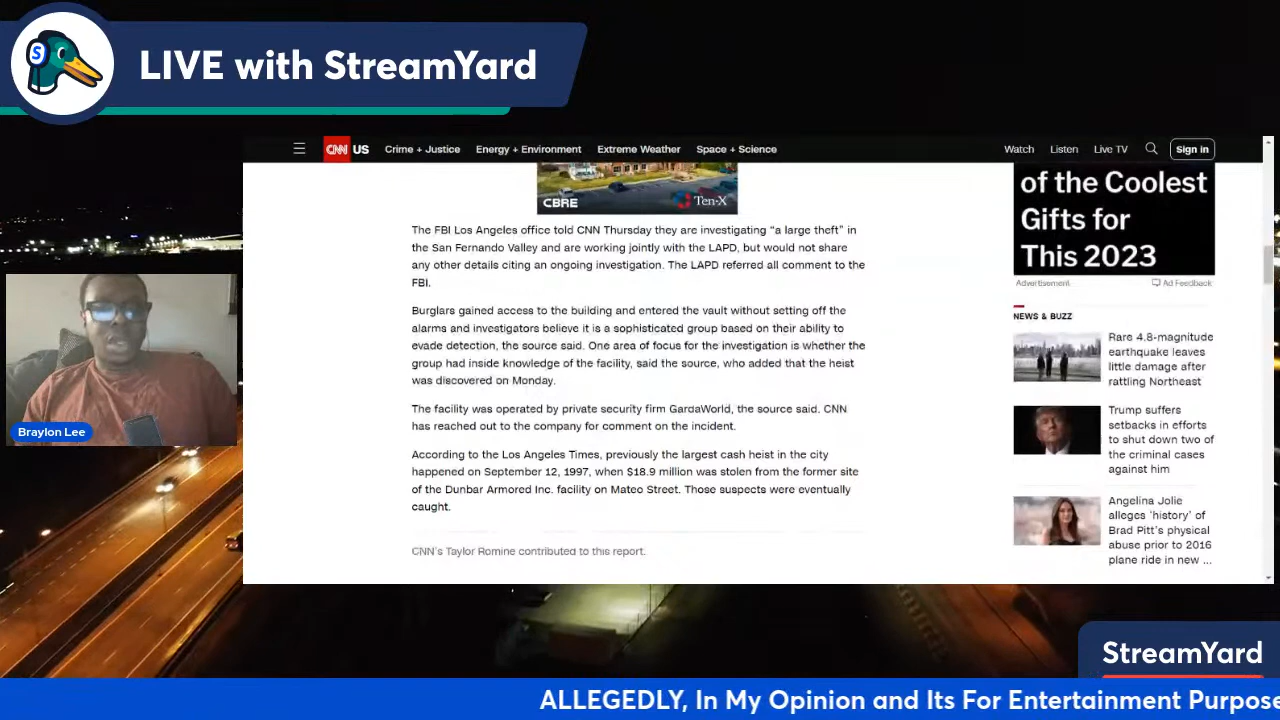 S
LIVE with StreamYard
CNN US Crime + Justice Energy + Environment Extreme Weather Space + Science Watch Listen Live TV Sign in
CBRE Ten-X
The FBI Los Angeles office told CNN Thursday they are investigating “a large theft” in
the San Fernando Valley and are working jointly with the LAPD, but would not share
any other details citing an ongoing investigation. The LAPD referred all comment to the
FBI.
Burglars gained access to the building and entered the vault without setting off the
alarms and investigators believe it is a sophisticated group based on their ability to
evade detection, the source said. One area of focus for the investigation is whether the
group had inside knowledge of the facility, said the source, who added that the heist
was discovered on Monday.
The facility was operated by private security firm GardaWorld, the source said. CNN
has reached out to the company for comment on the incident.
According to the Los Angeles Times, previously the largest cash heist in the city
happened on September 12, 1997, when $18.9 million was stolen from the former site
of the Dunbar Armored Inc. facility on Mateo Street. Those suspects were eventually
caught.
CNN’s Taylor Romine contributed to this report.
of the Coolest
Gifts for
This 2023
Advertisement Ad Feedback
NEWS & BUZZ
Rare 4.8-magnitude
earthquake leaves
little damage after
rattling Northeast
Trump suffers
setbacks in efforts
to shut down two of
the criminal cases
against him
Angelina Jolie
alleges ‘history’ of
Brad Pitt’s physical
abuse prior to 2016
plane ride in new ...
Braylon Lee
StreamYard
ALLEGEDLY, In My Opinion and Its For Entertainment Purpose